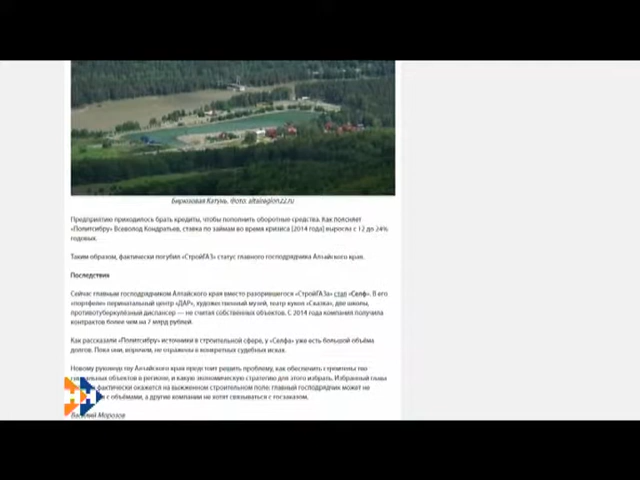 Бирюзовая Катунь. Фото: altairegion22.ru
Предприятию приходилось брать кредиты, чтобы пополнить оборотные средства. Как поясняет
«Политсибру» Всеволод Кондратьев, ставка по займам во время кризиса [2014 года] выросла с 12 до 24%
годовых.
Таким образом, фактически погубил «СтройГАЗ» статус главного господрядчика Алтайского края.
Последствия
Сейчас главным господрядчиком Алтайского края вместо разорившегося «СтройГАЗа» стал «Селф». В его
«портфеле» перинатальный центр «ДАР», художественный музей, театр кукол «Сказка», две школы,
противотуберкулезный диспансер — не считая собственных объектов. С 2014 года компания получила
контрактов более чем на 7 млрд рублей.
Как рассказали «Политсибру» источники в строительной сфере, у «Селфа» уже есть большой объёма
долгов. Пока они, впрочем, не отражены в конкретных судебных исках.
Новому руководству Алтайского края предстоит решить проблему, как обеспечить строительство
социальных объектов в регионе, и какую экономическую стратегию для этого избрать. Избранный глава
фактически окажется на выжженном строительном поле: главный господрядчик может не
с объёмами, а другие компании не хотят связываться с госзаказом.
Василий Морозов